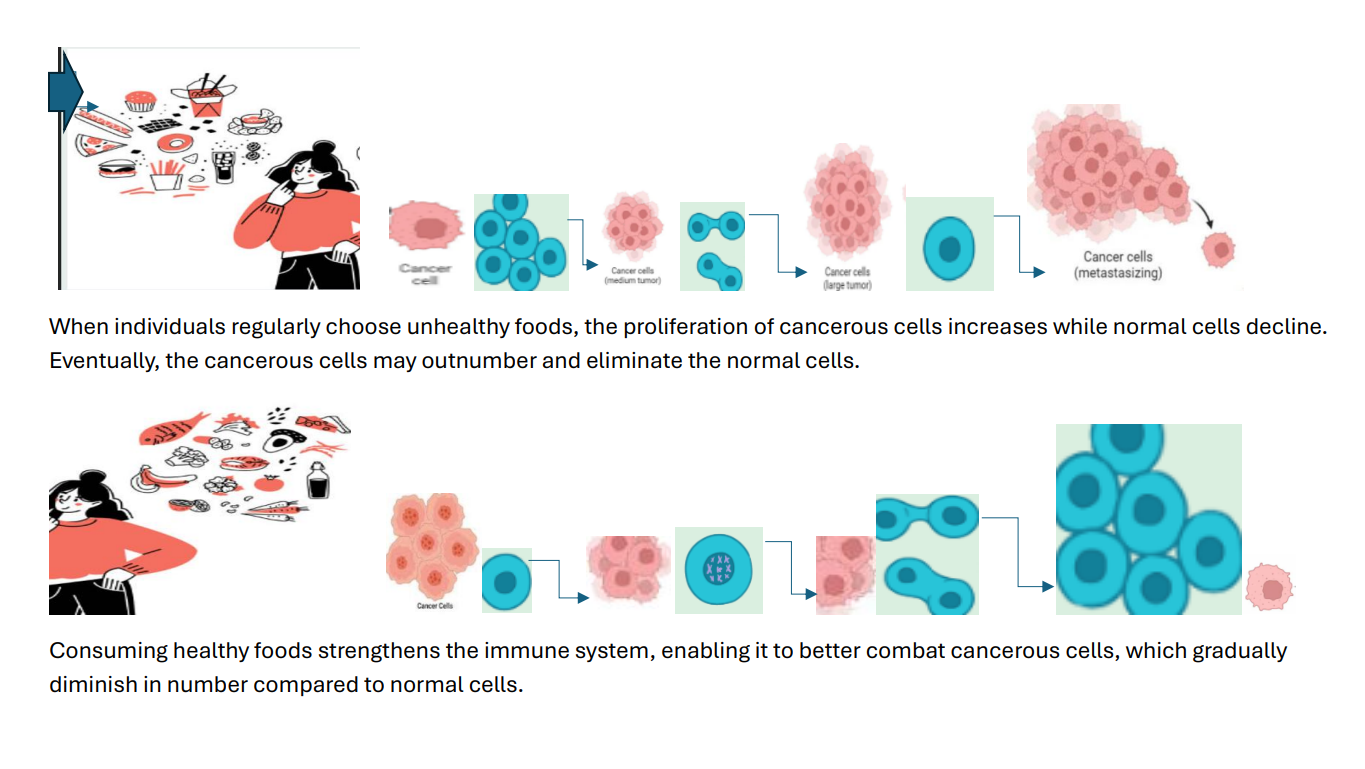 Cancer
cell
Cancer cells
(medium tumor)
Cancer cells
(large tumor)
Cancer cells
(metastasizing)
When individuals regularly choose unhealthy foods, the proliferation of cancerous cells increases while normal cells decline.
Eventually, the cancerous cells may outnumber and eliminate the normal cells.
Cancer Cells
Consuming healthy foods strengthens the immune system, enabling it to better combat cancerous cells, which gradually
diminish in number compared to normal cells.